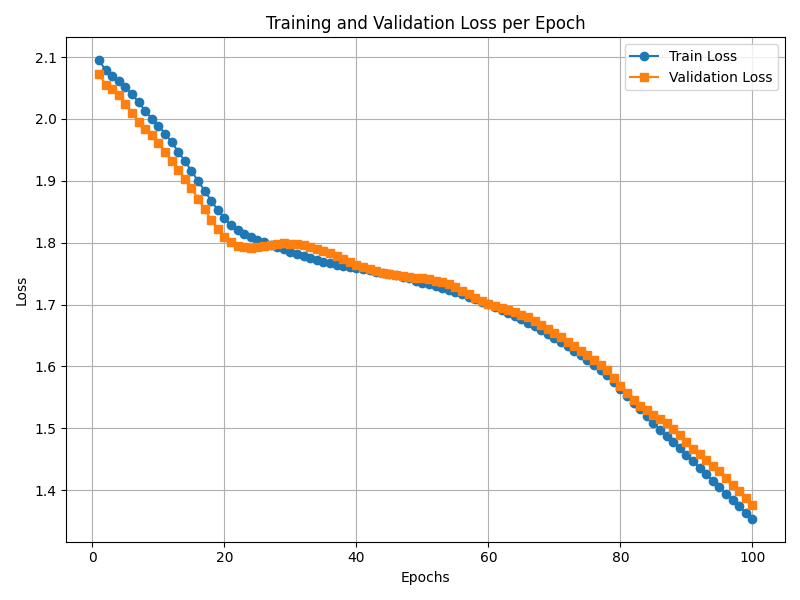 Training and Validation Loss per Epoch
Train Loss
Validation Loss
2.1
2.0
1.9
1.8
1.7
1.6
1.5
1.4
Loss
0 20 40 60 80 100
Epochs